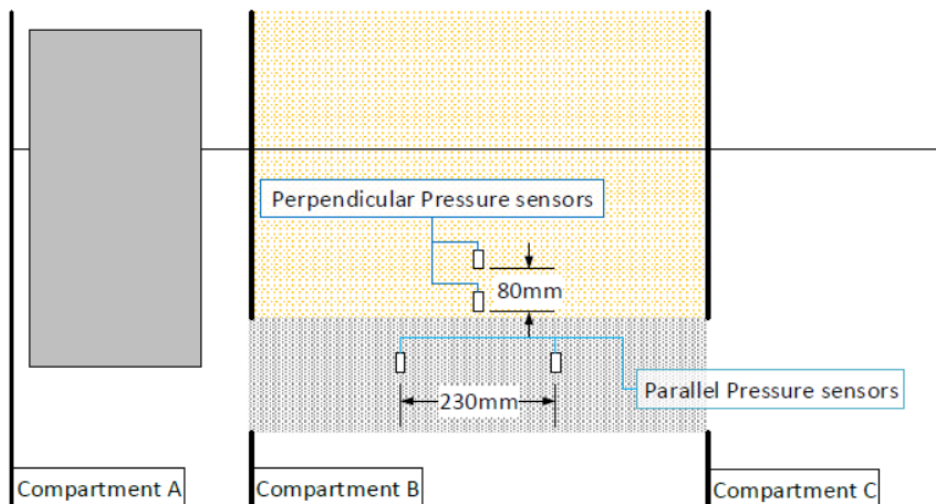 Perpendicular Pressure sensors
80mm
230mm
Parallel Pressure sensors
Compartment A
Compartment B
Compartment C